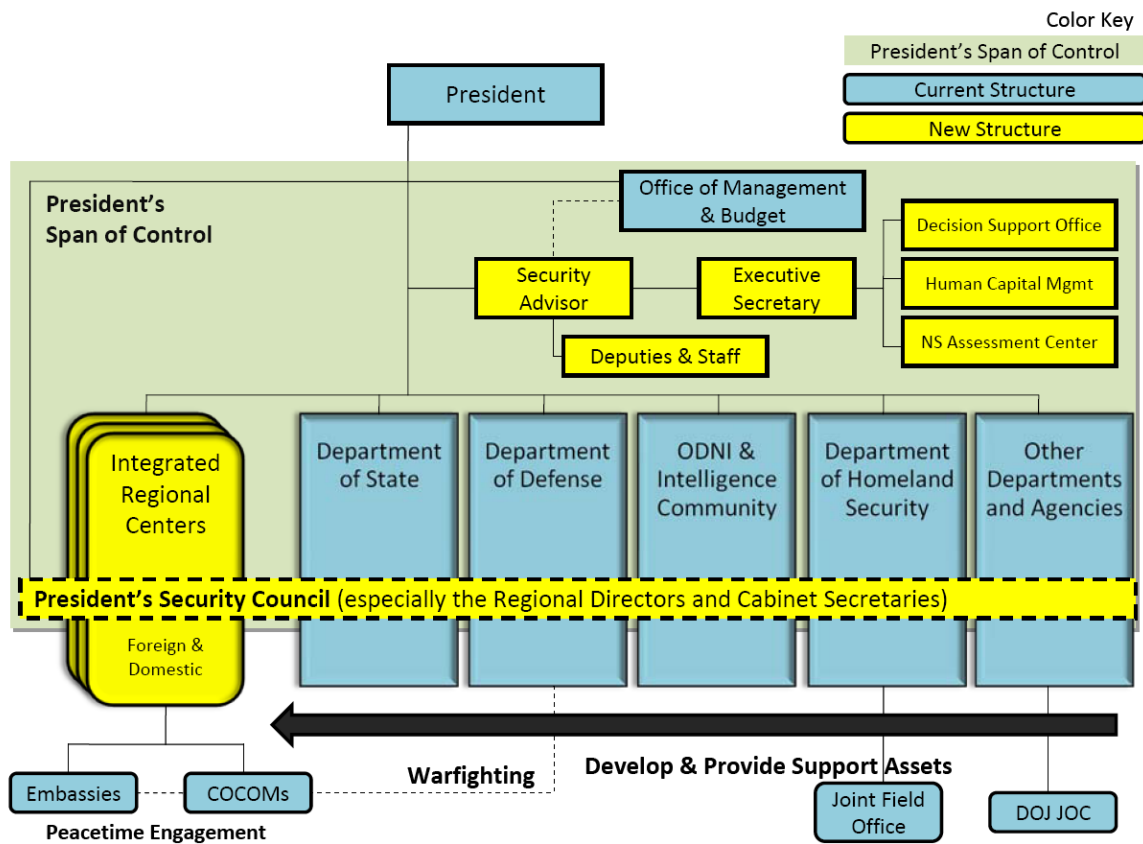 Color Key
President’s Span of Control
Current Structure
New Structure
President
President’s
Span of Control
Office of Management
& Budget
Security
Advisor
Executive
Secretary
Deputies & Staff
Decision Support Office
Human Capital Mgmt
NS Assessment Center
Integrated
Regional
Centers
Department
of State
Department
of Defense
ODNI &
Intelligence
Community
Department
of Homeland
Security
Other
Departments
and Agencies
President’s Security Council (especially the Regional Directors and Cabinet Secretaries)
Foreign &
Domestic
Warfighting
Develop & Provide Support Assets
Embassies
COCOMs
Peacetime Engagement
Joint Field
Office
DOJ JOC